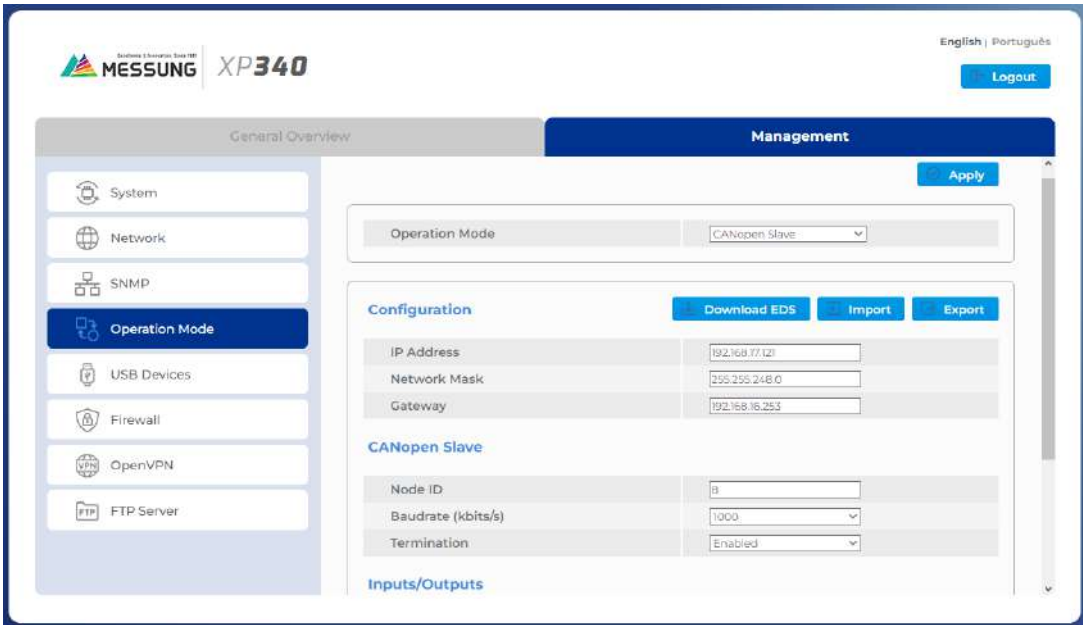 English | Português
MESSUNG XP340
Logout
General Overview
Management
System
Network
SNMP
Operation Mode
USB Devices
Firewall
VPN
OpenVPN
FTP
FTP Server
Apply
Operation Mode
CANopen Slave
Configuration
Download EDS
Import
Export
IP Address
192.168.17.121
Network Mask
255.255.248.0
Gateway
192.168.16.253
CANopen Slave
Node ID
8
Baudrate (kbits/s)
1000
Termination
Enabled
Inputs/Outputs